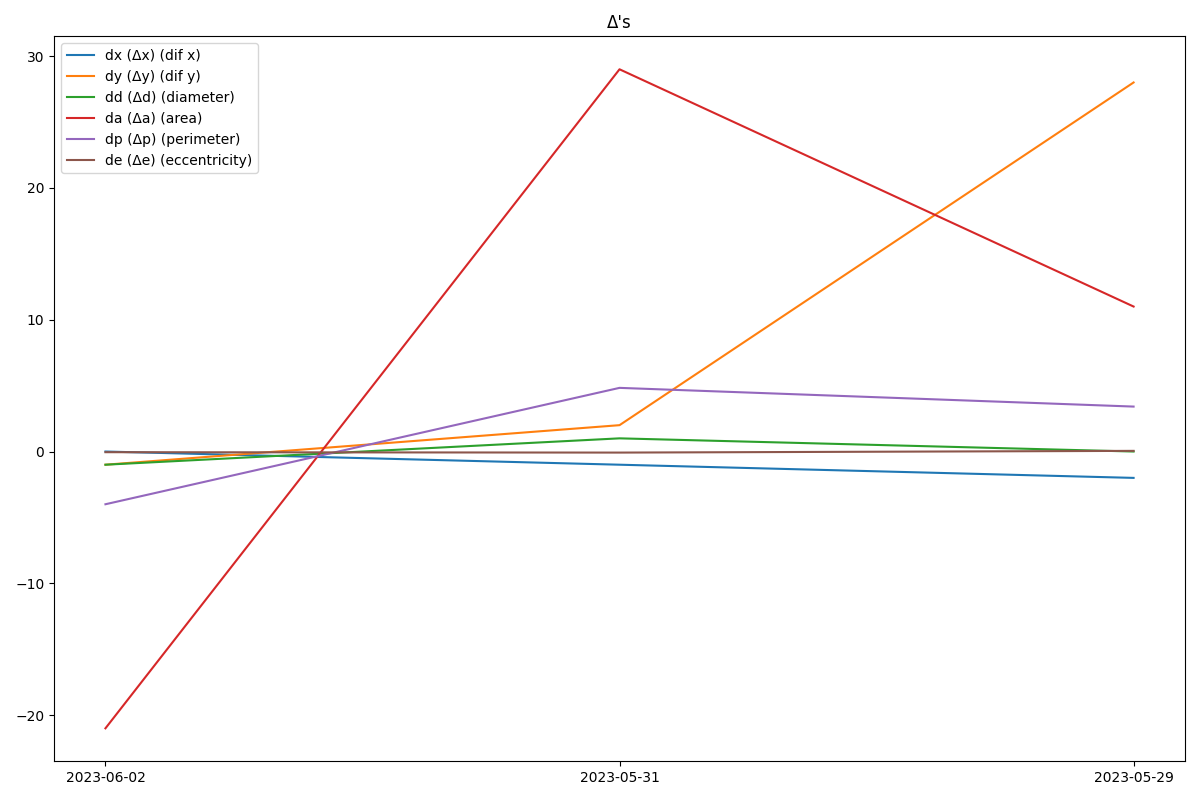 Δ's
dx (Δx) (dif x)
dy (Δy) (dif y)
dd (Δd) (diameter)
da (Δa) (area)
dp (Δp) (perimeter)
de (Δe) (eccentricity)
30
20
10
0
−10
−20
2023-06-02 2023-05-31 2023-05-29